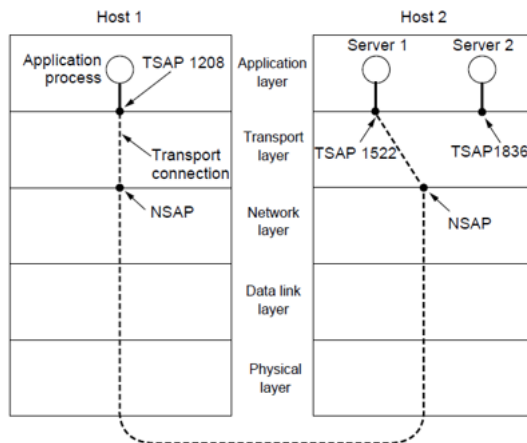 Host 1
Host 2
Application
process
TSAP 1208
Application
layer
Server 1
Server 2
Transport
connection
Transport
layer
TSAP 1522
TSAP1836
NSAP
Network
layer
NSAP
Data link
layer
Physical
layer